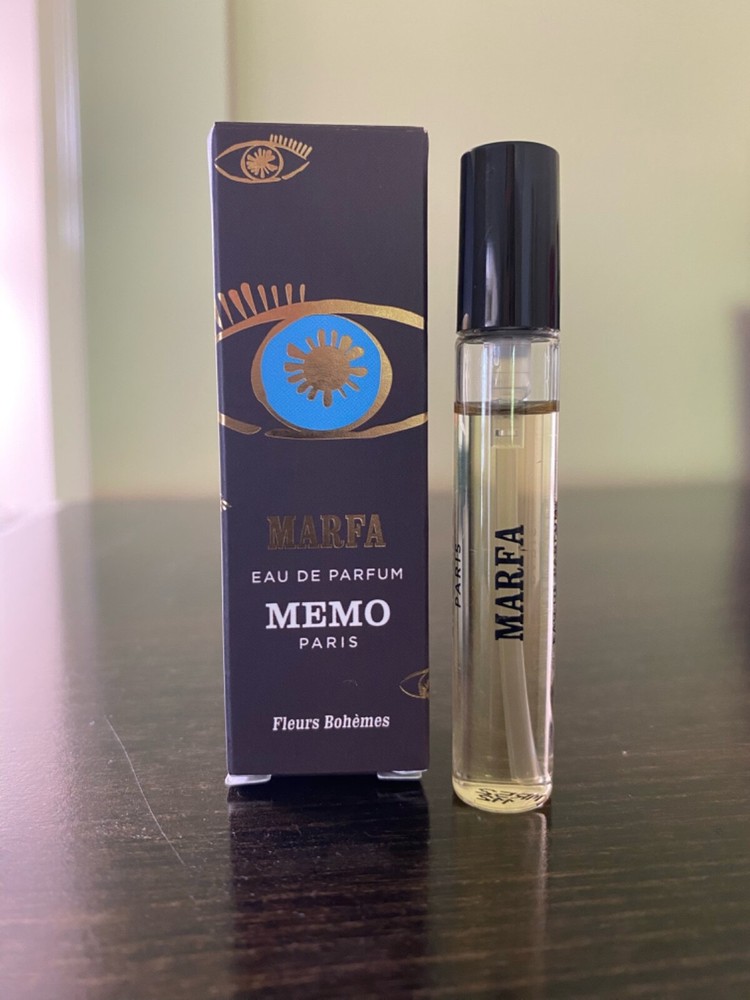 MARFA
EAU DE PARFUM
MEMO
PARIS
Fleurs Bohèmes
PARIS
MARFA